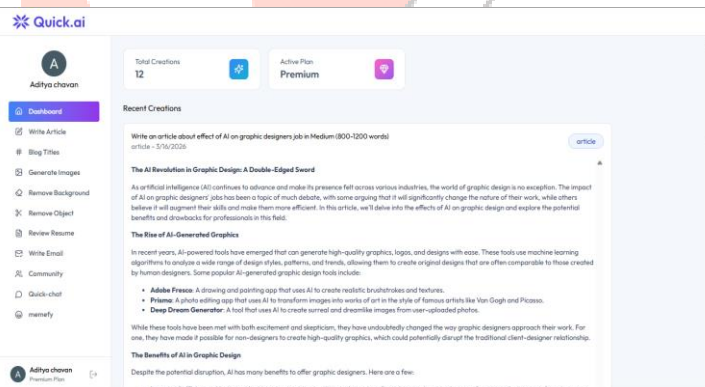 Quick.ai
A
Aditya chavan
Dashboard
Write Article
Blog Titles
Generate Images
Remove Background
Remove Object
Review Resume
Write Email
Community
Quick-chat
memefy
A
Aditya chavan
Premium Plan
Total Creations
12
Active Plan
Premium
Recent Creations
Write an article about effect of AI on graphic designers job in Medium (800-1200 words)
article - 5/16/2026
article
The AI Revolution in Graphic Design: A Double-Edged Sword
As artificial intelligence (AI) continues to advance and make its presence felt across various industries, the world of graphic design is no exception. The impact
of AI on graphic designers' jobs has been a topic of much debate, with some arguing that it will significantly change the nature of their work, while others
believe it will augment their skills and make them more efficient. In this article, we'll delve into the effects of AI on graphic design and explore the potential
benefits and drawbacks for professionals in this field.
The Rise of AI-Generated Graphics
In recent years, AI-powered tools have emerged that can generate high-quality graphics, logos, and designs with ease. These tools use machine learning
algorithms to analyze a wide range of design styles, patterns, and trends, allowing them to create original designs that are often comparable to those created
by human designers. Some popular AI-generated graphic design tools include:
• Adobe Fresco: A drawing and painting app that uses AI to create realistic brushstrokes and textures.
• Prisma: A photo editing app that uses AI to transform images into works of art in the style of famous artists like Van Gogh and Picasso.
• Deep Dream Generator: A tool that uses AI to create surreal and dreamlike images from user-uploaded photos.
While these tools have been met with both excitement and skepticism, they have undoubtedly changed the way graphic designers approach their work. For
one, they have made it possible for non-designers to create high-quality graphics, which could potentially disrupt the traditional client-designer relationship.
The Benefits of AI in Graphic Design
Despite the potential disruption, AI has many benefits to offer graphic designers. Here are a few: